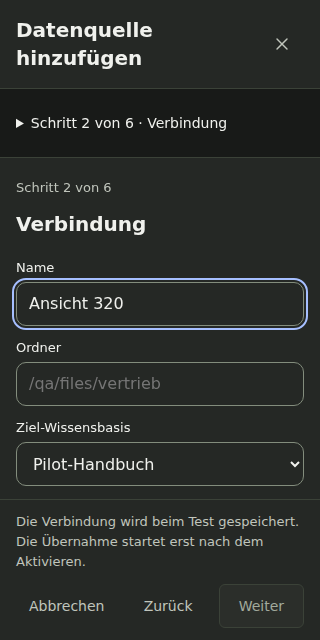 Datenquelle
hinzufügen
Schritt 2 von 6 · Verbindung
Schritt 2 von 6
Verbindung
Name
Ansicht 320
Ordner
/qa/files/vertrieb
Ziel-Wissensbasis
Pilot-Handbuch
Die Verbindung wird beim Test gespeichert.
Die Übernahme startet erst nach dem
Aktivieren.
Abbrechen Zurück Weiter